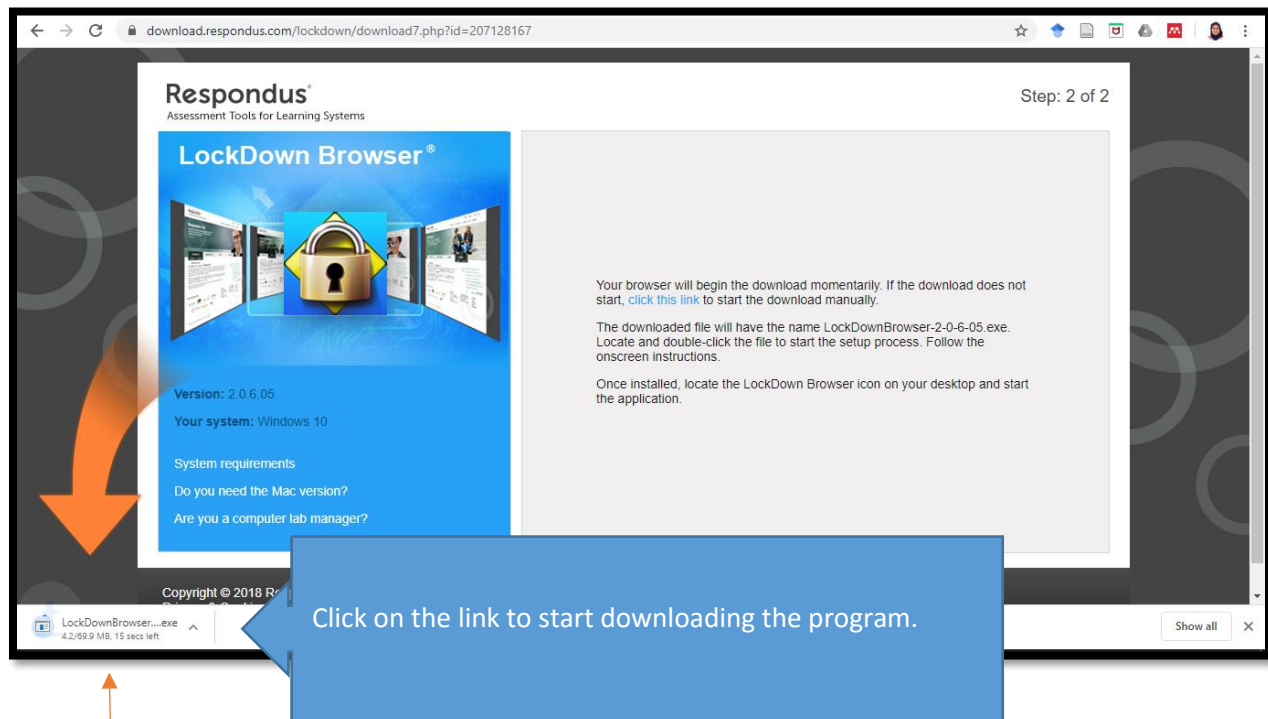 download.respondus.com/lockdown/download7.php?id=207128167
Respondus®
Assessment Tools for Learning Systems
Step: 2 of 2
LockDown Browser®
Your browser will begin the download momentarily. If the download does not
start, click this link to start the download manually.
The downloaded file will have the name LockDownBrowser-2-0-6-05.exe.
Locate and double-click the file to start the setup process. Follow the
onscreen instructions.
Once installed, locate the LockDown Browser icon on your desktop and start
the application.
Version: 2.0.6.05
Your system: Windows 10
System requirements
Do you need the Mac version?
Are you a computer lab manager?
Copyright © 2018
Click on the link to start downloading the program.
LockDownBrowser....exe
4.2/69.9 MB, 15 secs left
Show all